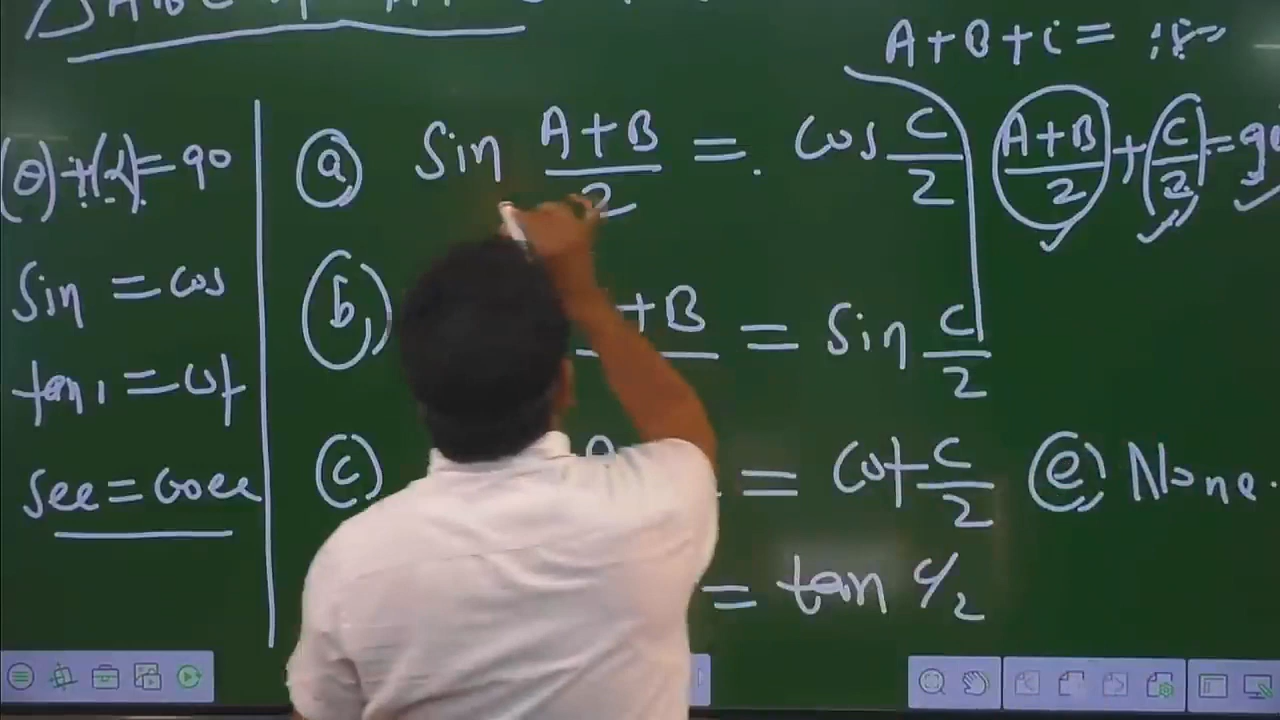 A+B+C = 180
(θ)+(α)=90
ⓐ Sin A+B/2 = cos C/2
A+B/2 + C/2 = 90
Sin = cos
ⓑ +B = Sin C/2
tan = cot
ⓒ = cot C/2
ⓔ None.
Sec = Cosec
= tan C/2